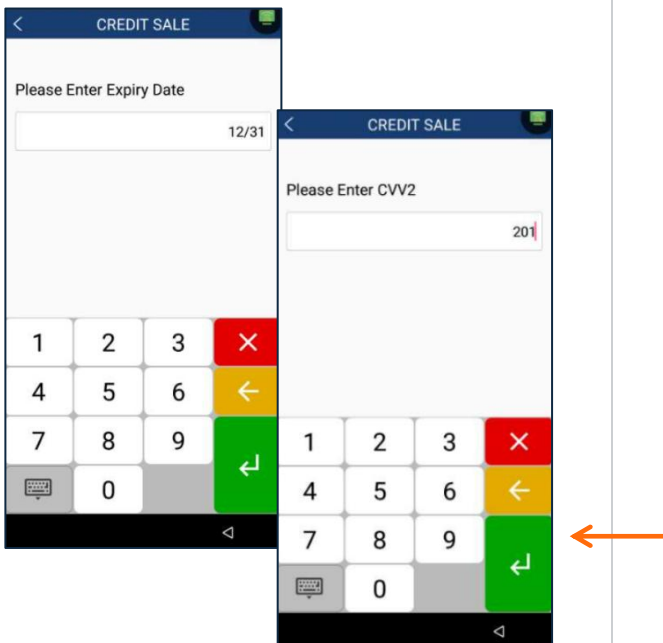 CREDIT SALE
Please Enter Expiry Date
12/31
1 2 3
4 5 6
7 8 9
0
CREDIT SALE
Please Enter CVV2
201
1 2 3
4 5 6
7 8 9
0